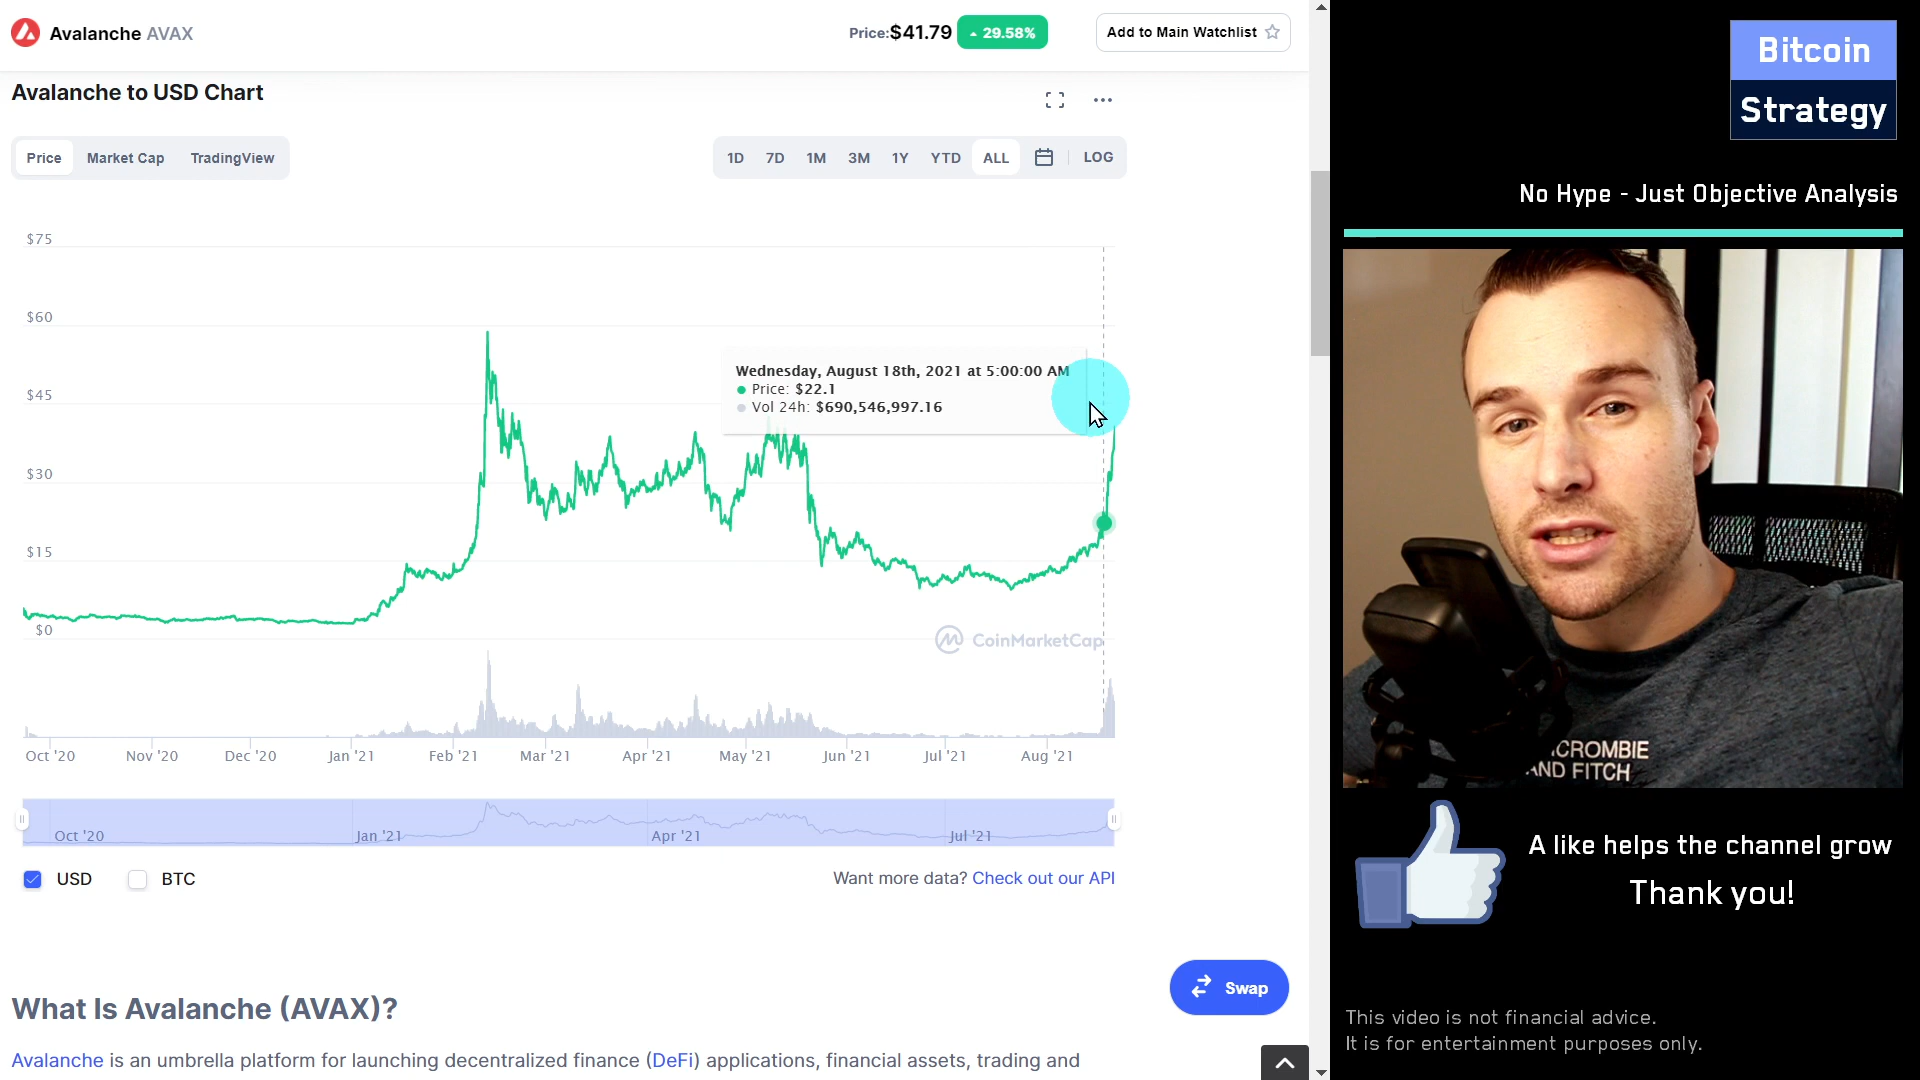 Avalanche AVAX
Price:$41.79
29.58%
Add to Main Watchlist
Avalanche to USD Chart
Price
Market Cap
TradingView
1D
7D
1M
3M
1Y
YTD
ALL
LOG
$75
$60
$45
$30
$15
$0
Wednesday, August 18th, 2021 at 5:00:00 AM
Price: $22.1
Vol 24h: $690,546,997.16
CoinMarketCap
Oct '20
Nov '20
Dec '20
Jan '21
Feb '21
Mar '21
Apr '21
May '21
Jun '21
Jul '21
Aug '21
Oct '20
Jan '21
Apr '21
Jul '21
USD
BTC
Want more data? Check out our API
Swap
What Is Avalanche (AVAX)?
Avalanche is an umbrella platform for launching decentralized finance (DeFi) applications, financial assets, trading and
Bitcoin
Strategy
No Hype - Just Objective Analysis
CROMBIE
AND FITCH
A like helps the channel grow
Thank you!
This video is not financial advice.
It is for entertainment purposes only.